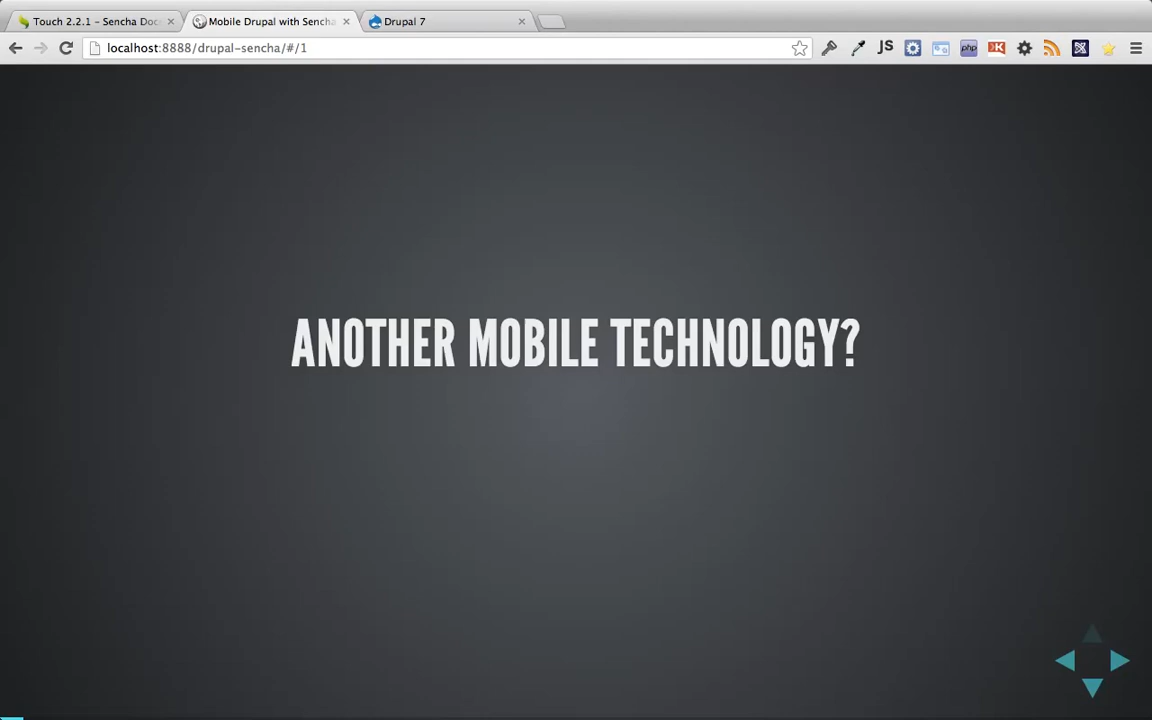 Touch 2.2.1 – Sencha Doc
Mobile Drupal with Sencha
Drupal 7
localhost:8888/drupal-sencha/#/1
JS
php
K
ANOTHER MOBILE TECHNOLOGY?